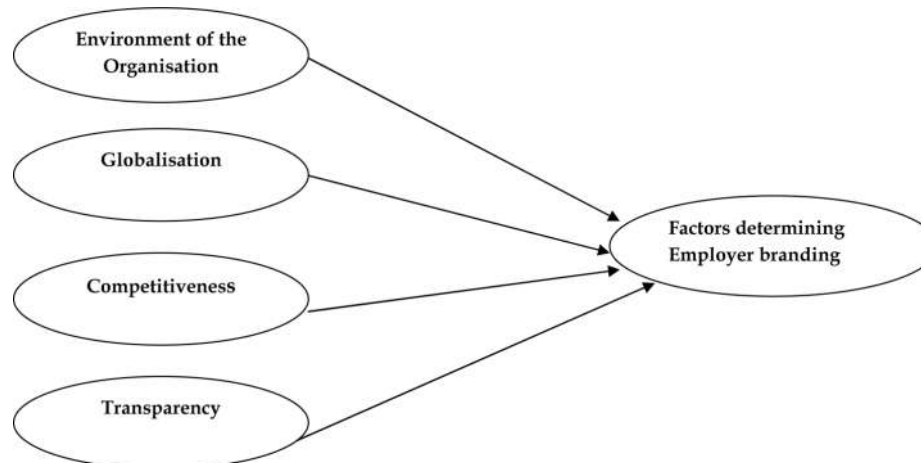 Environment of the
Organisation
Globalisation
Competitiveness
Transparency
Factors determining
Employer branding